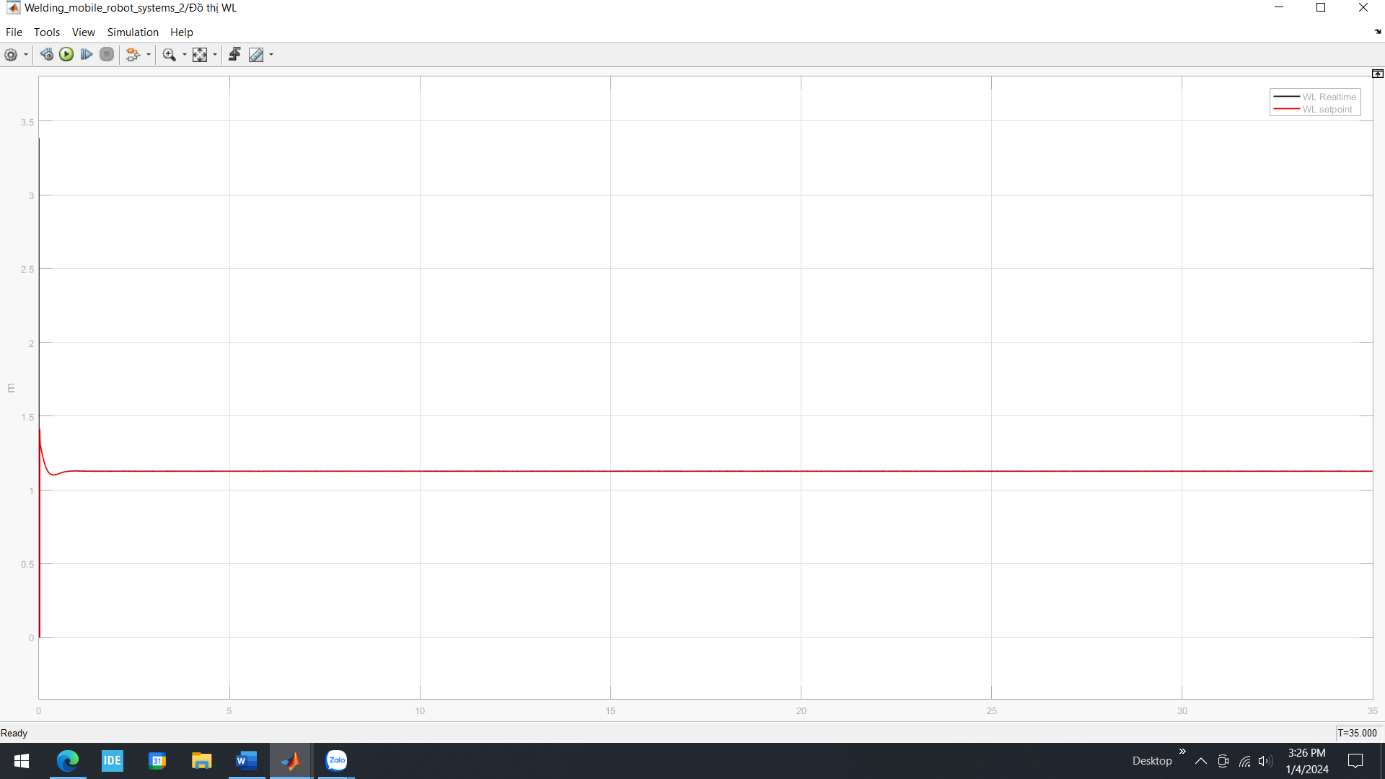 Welding_mobile_robot_systems_2/Đồ thị WL
File Tools View Simulation Help
WL Realtime
WL setpoint
3.5
3
2.5
2
1.5
1
0.5
0
m
0 5 10 15 20 25 30 35
Ready
T=35.000
IDE
31
W
Zalo
Desktop
3:26 PM
1/4/2024